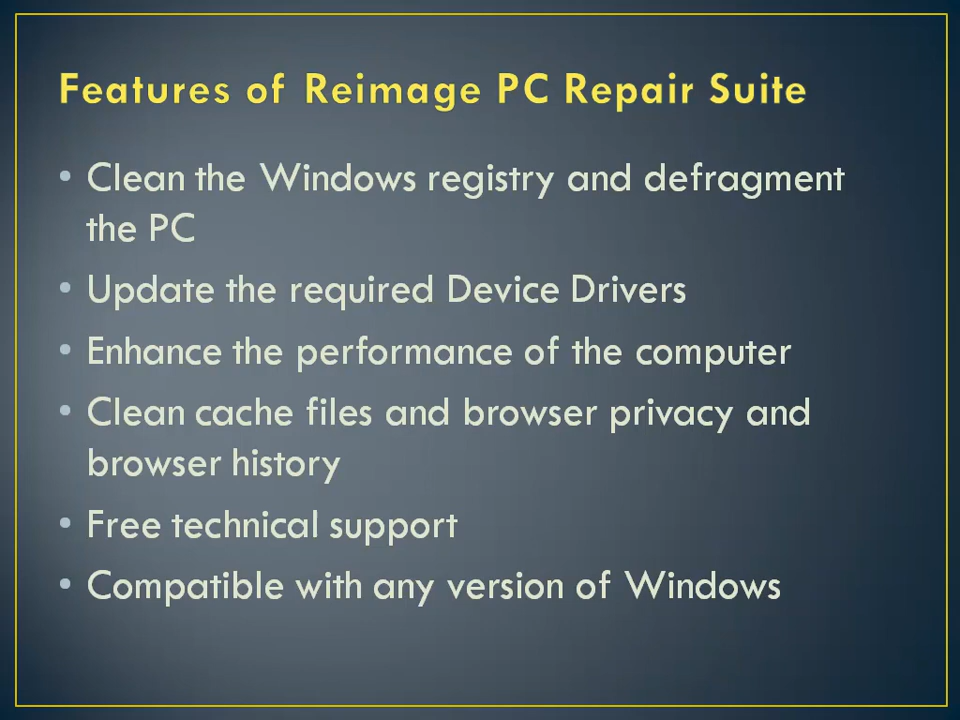 Features of Reimage PC Repair Suite
• Clean the Windows registry and defragment
the PC
• Update the required Device Drivers
• Enhance the performance of the computer
• Clean cache files and browser privacy and
browser history
• Free technical support
• Compatible with any version of Windows